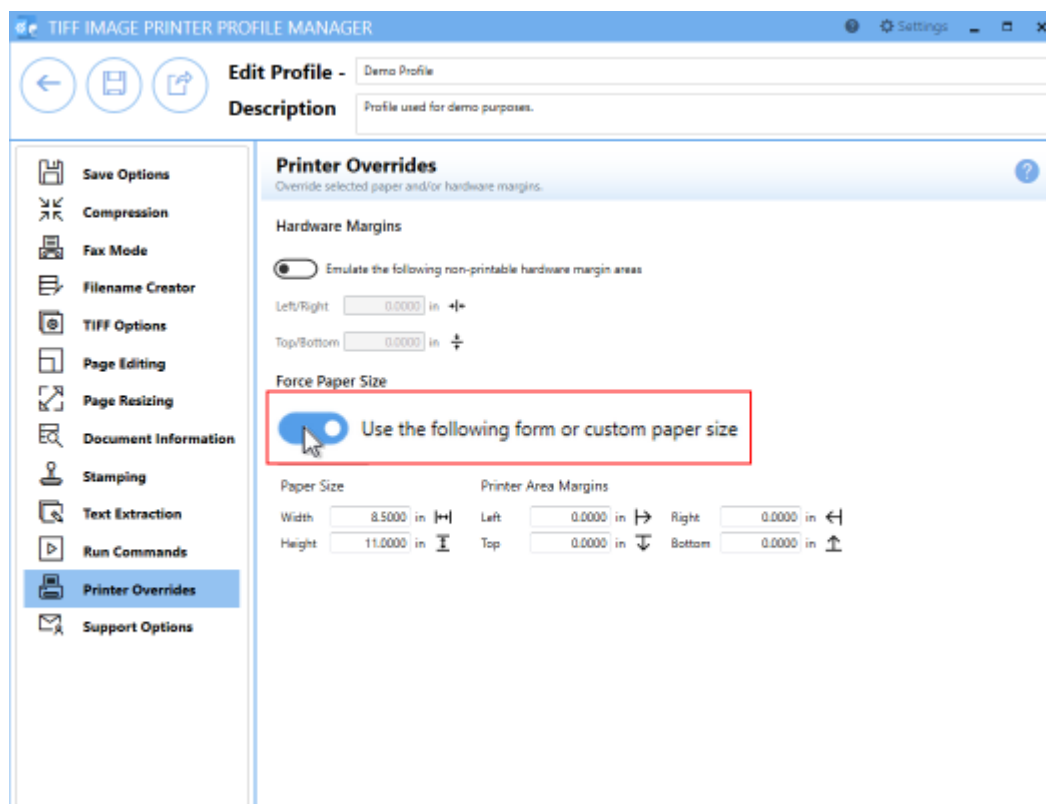 TIFF IMAGE PRINTER PROFILE MANAGER
Settings
Edit Profile - Demo Profile
Description Profile used for demo purposes.
Save Options
Compression
Fax Mode
Filename Creator
TIFF Options
Page Editing
Page Resizing
Document Information
Stamping
Text Extraction
Run Commands
Printer Overrides
Support Options
Printer Overrides
?
Override selected paper and/or hardware margins.
Hardware Margins
Emulate the following non-printable hardware margin areas
Left/Right 0.0000 in
Top/Bottom 0.0000 in
Force Paper Size
Use the following form or custom paper size
Paper Size Printer Area Margins
Width 8.5000 in Left 0.0000 in Right 0.0000 in
Height 11.0000 in Top 0.0000 in Bottom 0.0000 in